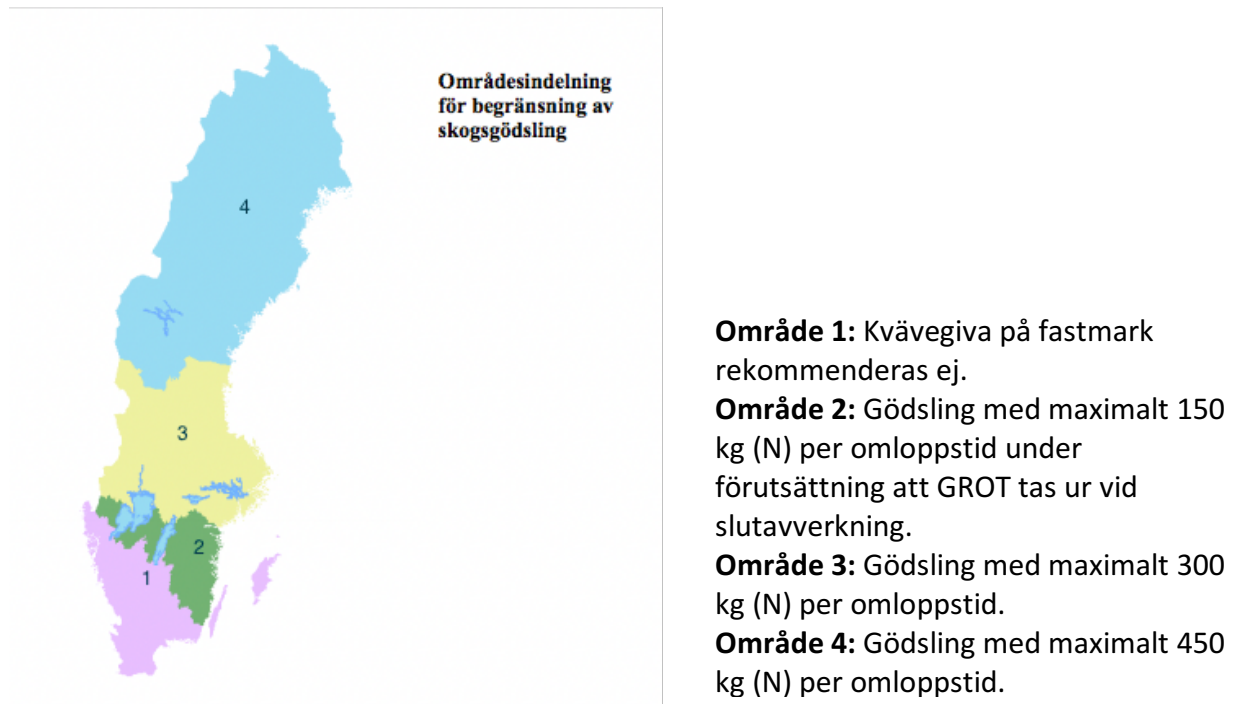 Områdesindelning
för begränsning av
skogsgödsling
4
3
2
1
Område 1: Kvävegiva på fastmark
rekommenderas ej.
Område 2: Gödsling med maximalt 150
kg (N) per omloppstid under
förutsättning att GROT tas ur vid
slutavverkning.
Område 3: Gödsling med maximalt 300
kg (N) per omloppstid.
Område 4: Gödsling med maximalt 450
kg (N) per omloppstid.